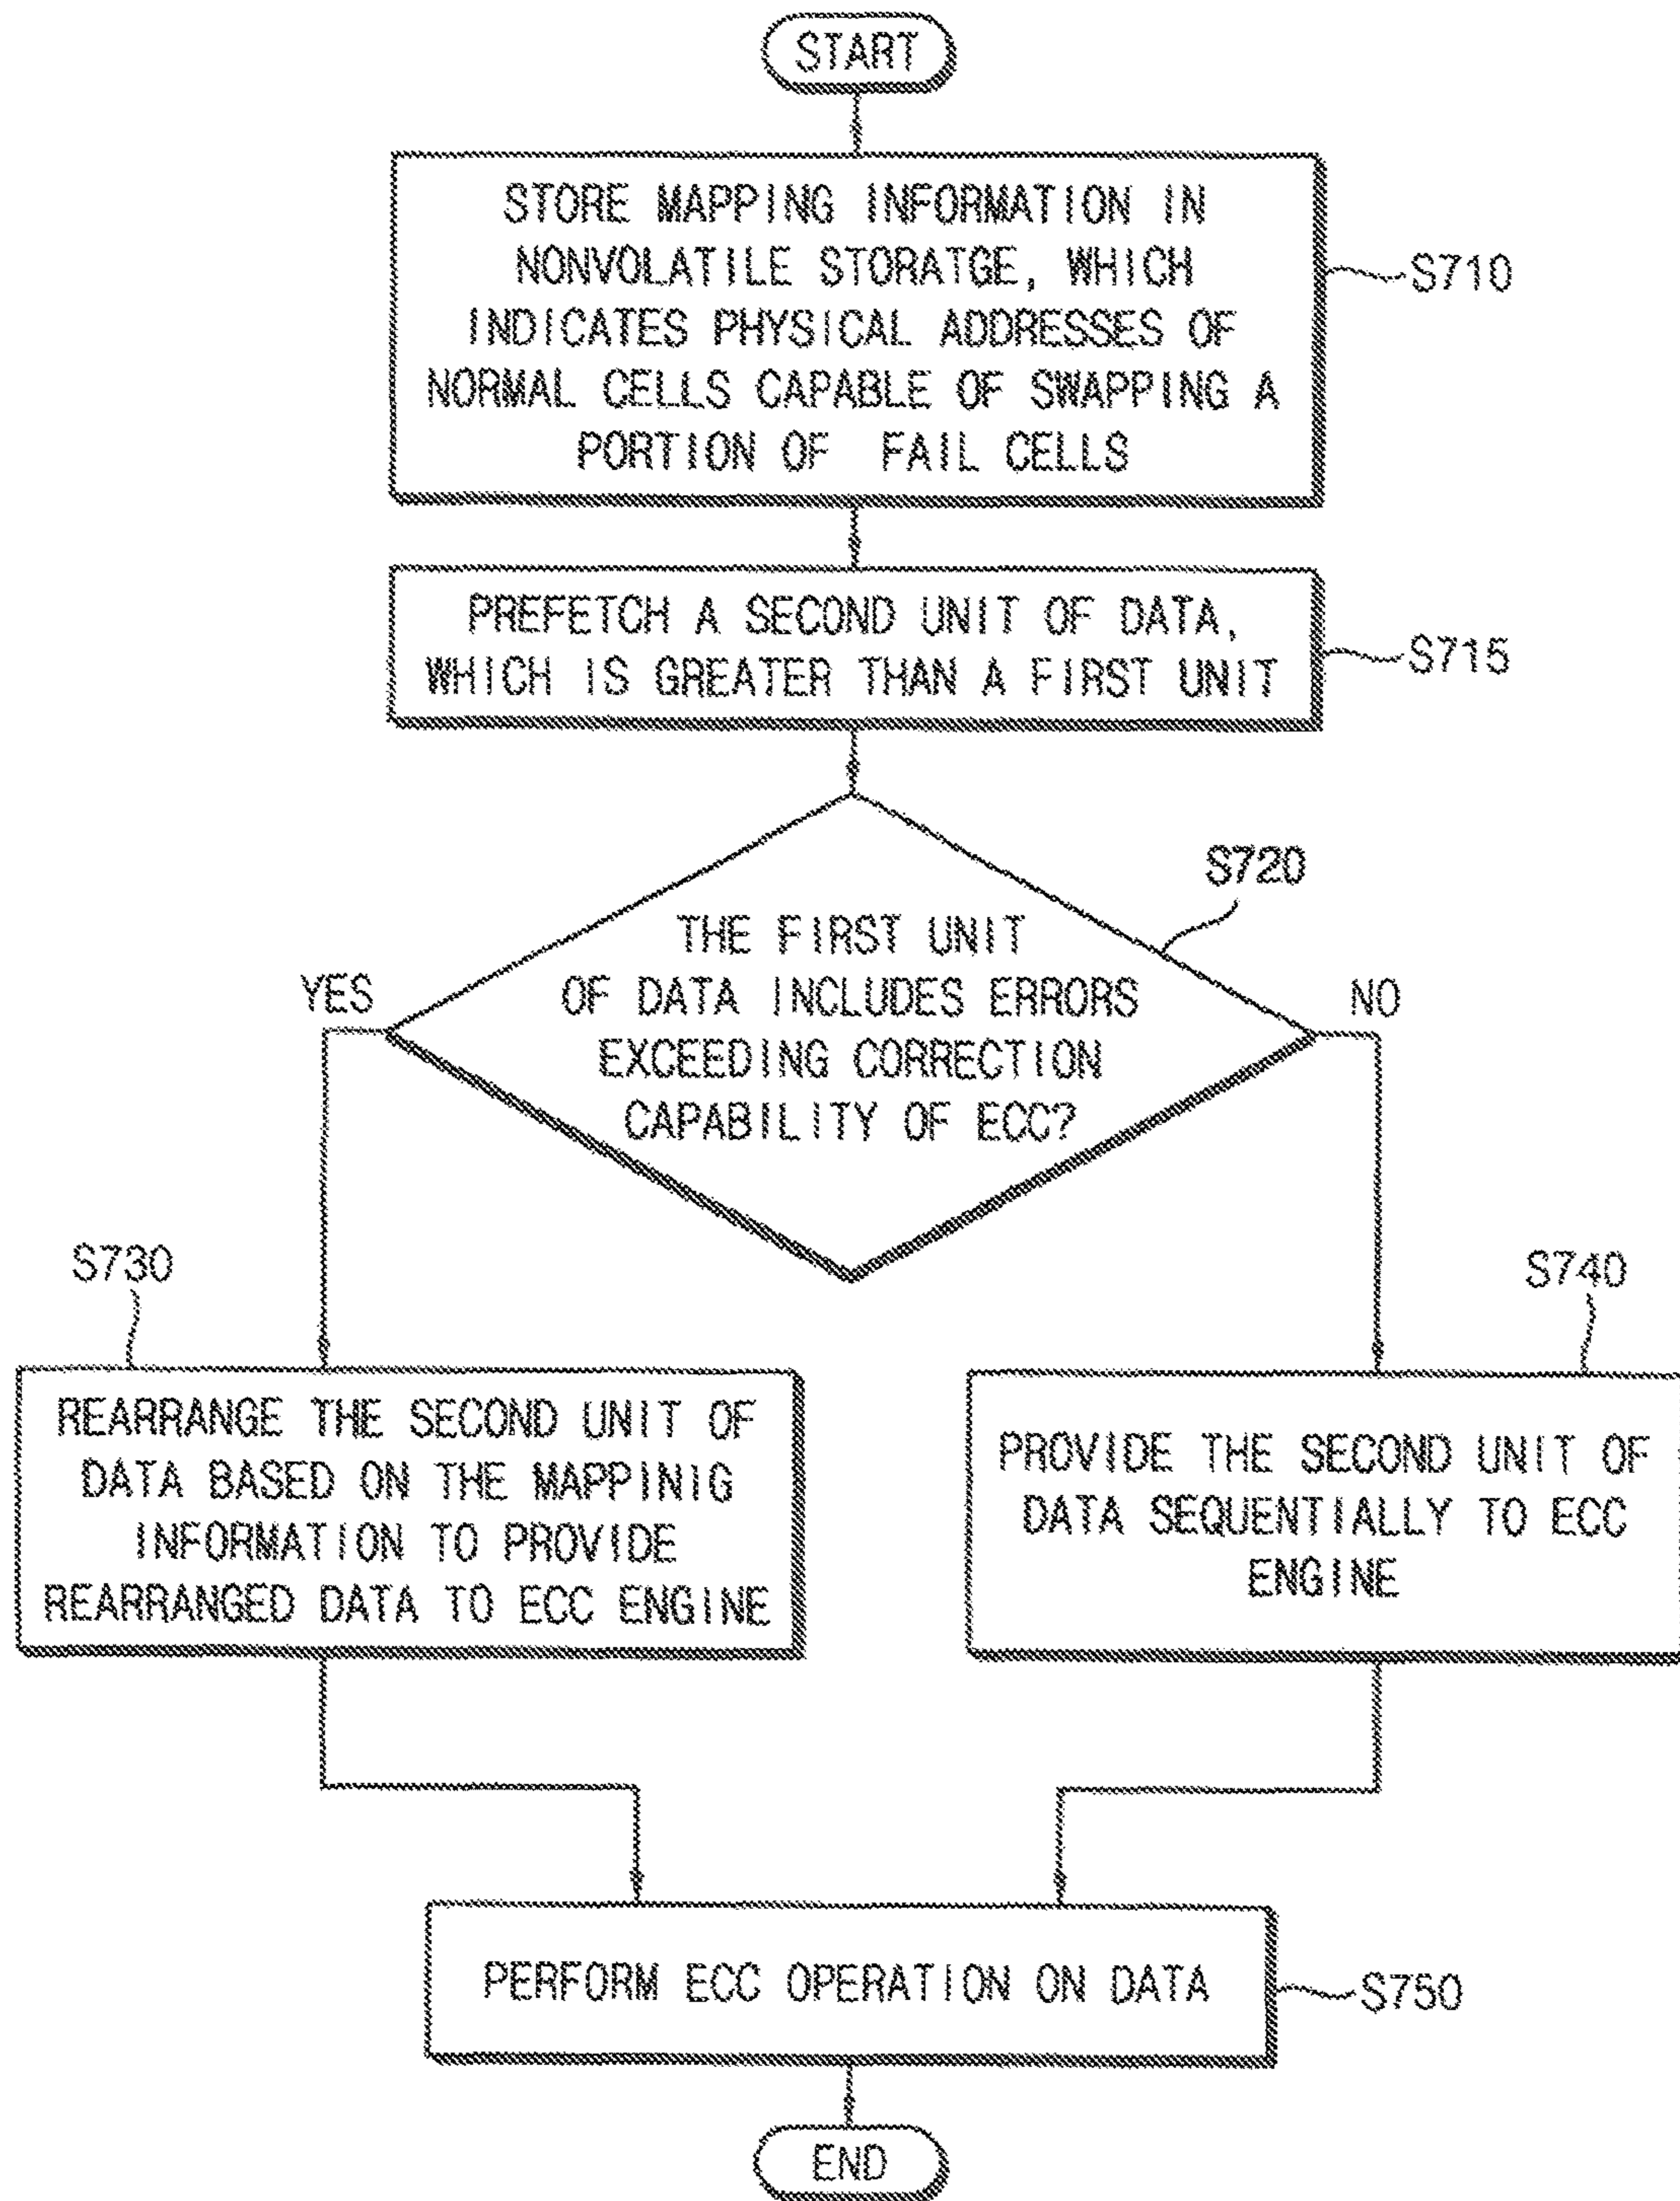 START
STORE MAPPING INFORMATION IN
NONVOLATILE STORATGE, WHICH
INDICATES PHYSICAL ADDRESSES OF
NORMAL CELLS CAPABLE OF SWAPPING A
PORTION OF FAIL CELLS
S710
PREFETCH A SECOND UNIT OF DATA,
WHICH IS GREATER THAN A FIRST UNIT
S715
S720
THE FIRST UNIT
OF DATA INCLUDES ERRORS
EXCEEDING CORRECTION
CAPABILITY OF ECC?
YES
NO
S730
REARRANGE THE SECOND UNIT OF
DATA BASED ON THE MAPPINIG
INFORMATION TO PROVIDE
REARRANGED DATA TO ECC ENGINE
S740
PROVIDE THE SECOND UNIT OF
DATA SEQUENTIALLY TO ECC
ENGINE
PERFORM ECC OPERATION ON DATA
S750
END